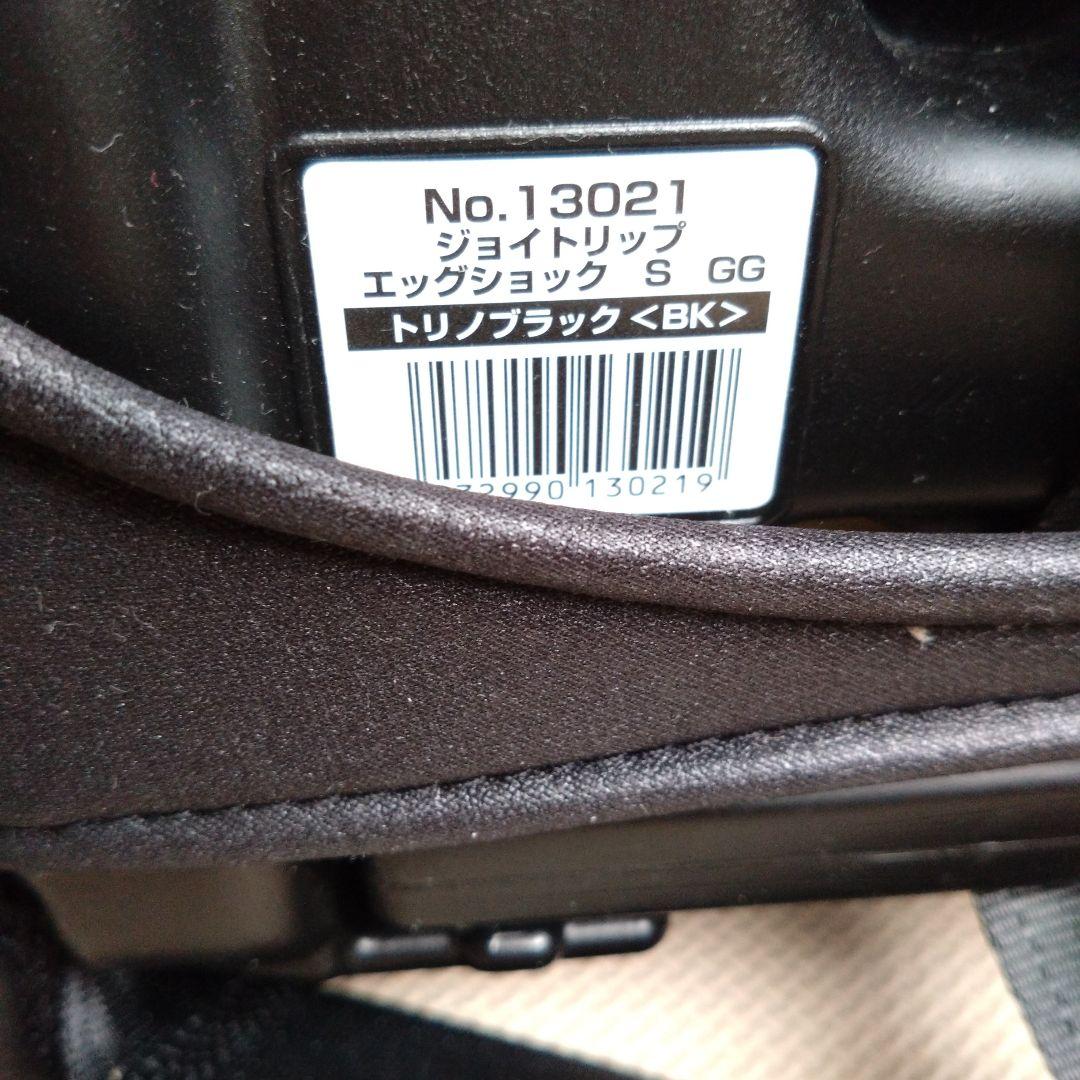 No.13021
ジョイトリップ
エッグショック S GG
トリノブラック<BK>
72990 130219